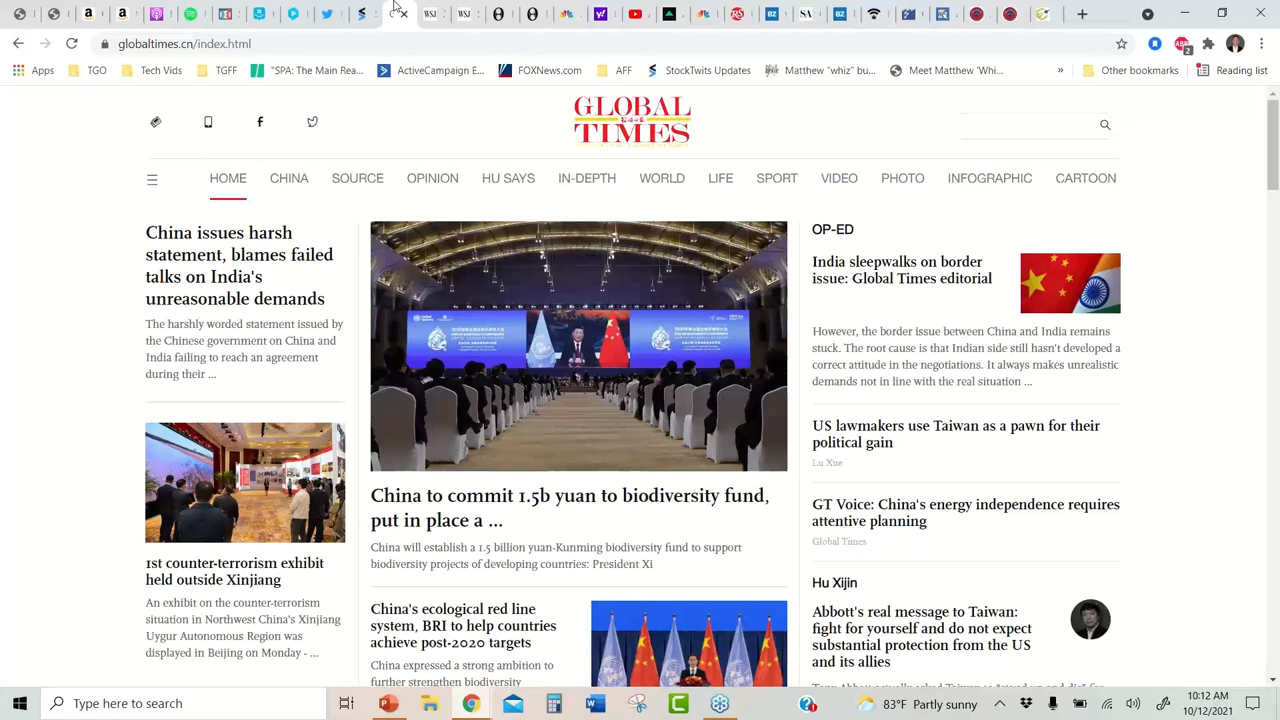 globaltimes.cn/index.html
Apps
TGO
Tech Vids
TGFF
"SPA: The Main Rea...
ActiveCampaign E...
FOXNews.com
AFF
StockTwits Updates
Matthew "whiz" bu...
Meet Matthew 'Whi...
»
Other bookmarks
Reading list
GLOBAL
TIMES
HOME
CHINA
SOURCE
OPINION
HU SAYS
IN-DEPTH
WORLD
LIFE
SPORT
VIDEO
PHOTO
INFOGRAPHIC
CARTOON
China issues harsh
statement, blames failed
talks on India's
unreasonable demands
The harshly worded statement issued by
the Chinese government on China and
India failing to reach an agreement
during their ...
1st counter-terrorism exhibit
held outside Xinjiang
An exhibit on the counter-terrorism
situation in Northwest China's Xinjiang
Uygur Autonomous Region was
displayed in Beijing on Monday - ...
China to commit 1.5b yuan to biodiversity fund,
put in place a ...
China will establish a 1.5 billion yuan-Kunming biodiversity fund to support
biodiversity projects of developing countries: President Xi
China's ecological red line
system, BRI to help countries
achieve post-2020 targets
China expressed a strong ambition to
further strengthen biodiversity
OP-ED
India sleepwalks on border
issue: Global Times editorial
However, the border issue between China and India remains
stuck. The root cause is that Indian side still hasn't developed a
correct attitude in the negotiations. It always makes unrealistic
demands not in line with the real situation ...
US lawmakers use Taiwan as a pawn for their
political gain
Lu Xue
GT Voice: China's energy independence requires
attentive planning
Global Times
Hu Xijin
Abbott's real message to Taiwan:
fight for yourself and do not expect
substantial protection from the US
and its allies
Type here to search
83°F Partly sunny
10:12 AM
10/12/2021